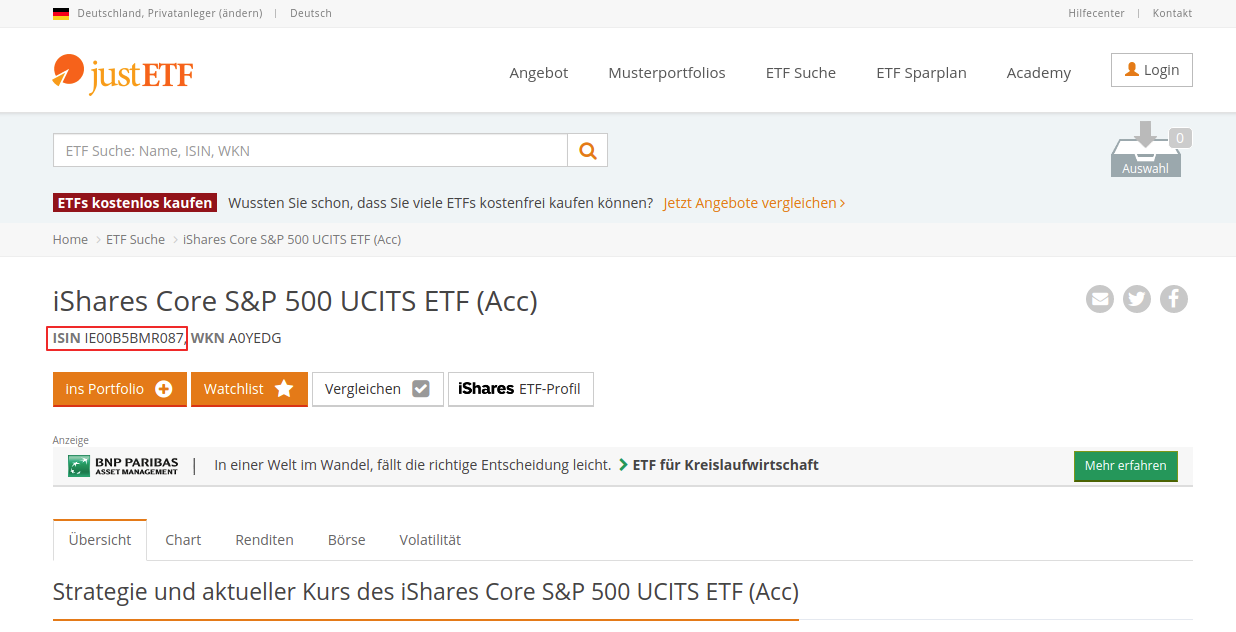 Deutschland, Privatanleger (ändern) | Deutsch
Hilfecenter | Kontakt
justETF
Angebot Musterportfolios ETF Suche ETF Sparplan Academy Login
ETF Suche: Name, ISIN, WKN
0
Auswahl
ETFs kostenlos kaufen Wussten Sie schon, dass Sie viele ETFs kostenfrei kaufen können? Jetzt Angebote vergleichen ›
Home › ETF Suche › iShares Core S&P 500 UCITS ETF (Acc)
iShares Core S&P 500 UCITS ETF (Acc)
ISIN IE00B5BMR087, WKN A0YEDG
Ins Portfolio Watchlist Vergleichen iShares ETF-Profil
Anzeige
BNP PARIBAS
ASSET MANAGEMENT
| In einer Welt im Wandel, fällt die richtige Entscheidung leicht. ETF für Kreislaufwirtschaft
Mehr erfahren
Übersicht Chart Renditen Börse Volatilität
Strategie und aktueller Kurs des iShares Core S&P 500 UCITS ETF (Acc)